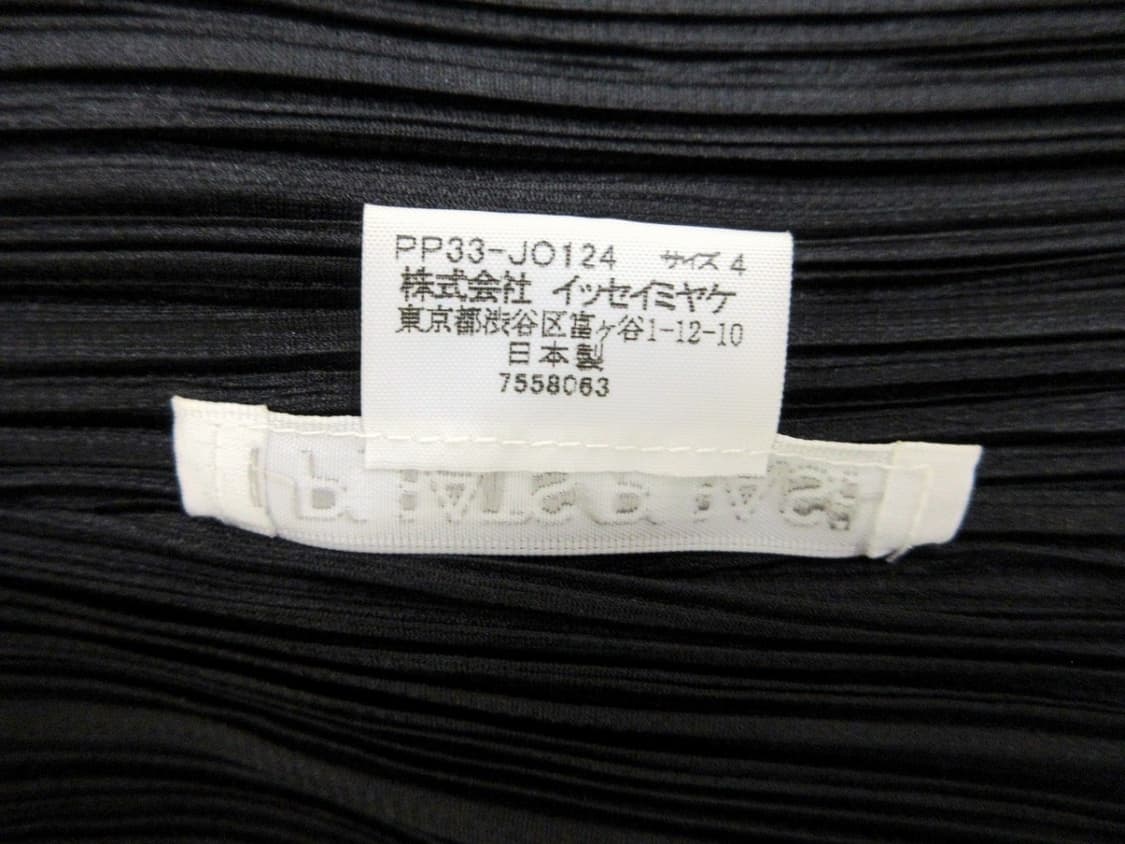 PP33-JO124 サイズ 4
株式会社 イッセイミヤケ
東京都渋谷区富ヶ谷1-12-10
日本製
7558063